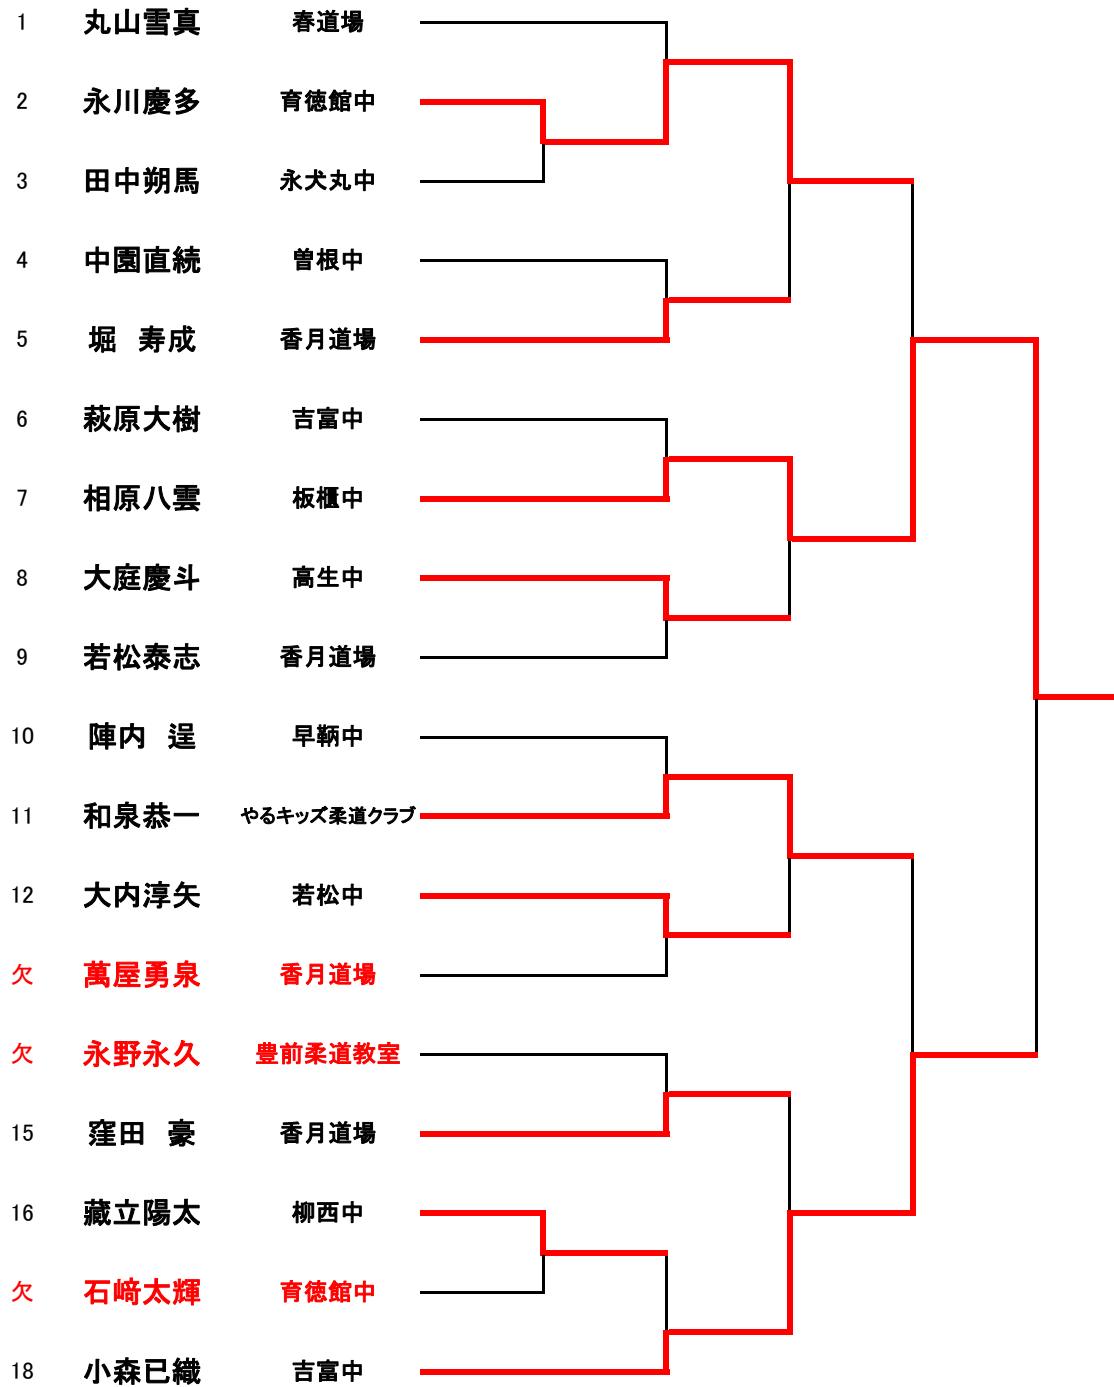 1 丸山雪真 春道場
2 永川慶多 育徳館中
3 田中朔馬 永犬丸中
4 中園直続 曽根中
5 堀 寿成 香月道場
6 萩原大樹 吉富中
7 相原八雲 板櫃中
8 大庭慶斗 高生中
9 若松泰志 香月道場
10 陣内 逞 早鞆中
11 和泉恭一 やるキッズ柔道クラブ
12 大内淳矢 若松中
欠 萬屋勇泉 香月道場
欠 永野永久 豊前柔道教室
15 窪田 豪 香月道場
16 藏立陽太 柳西中
欠 石﨑太輝 育徳館中
18 小森已織 吉富中